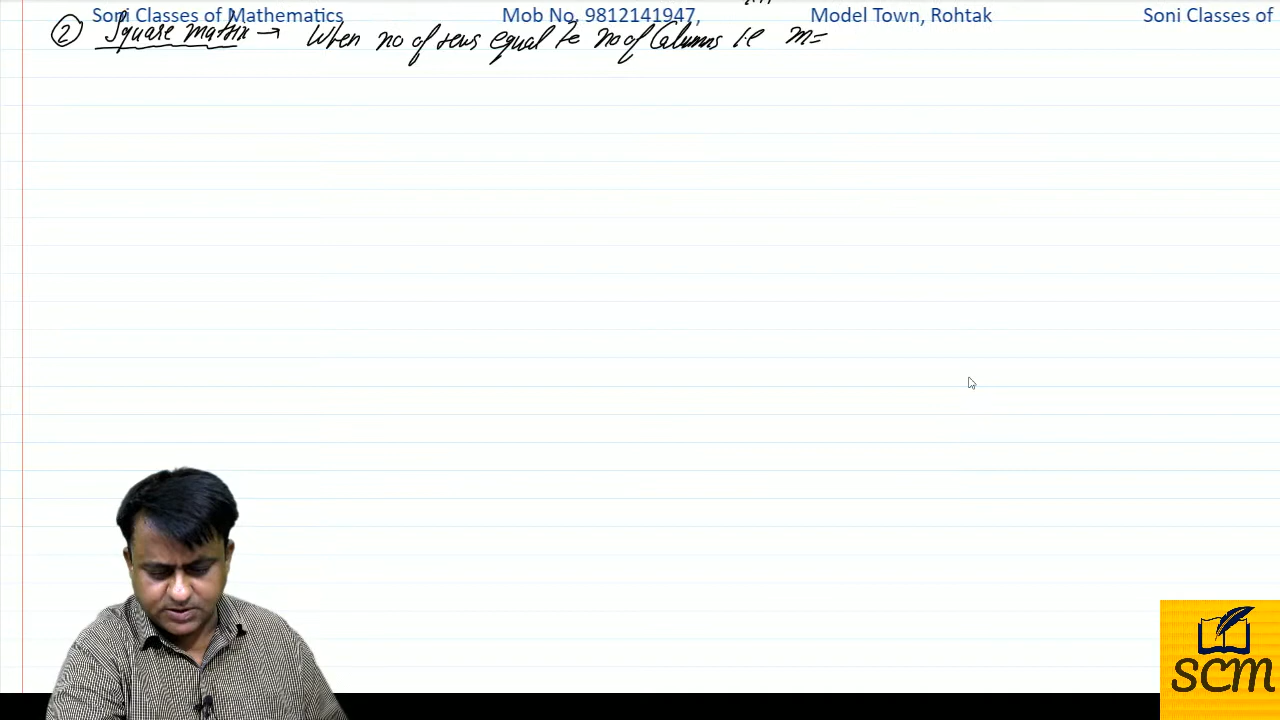 Soni Classes of Mathematics Mob No. 9812141947, Model Town, Rohtak Soni Classes of
② Square matrix → When no of rows equal to no of Columns i.e m=
SCM